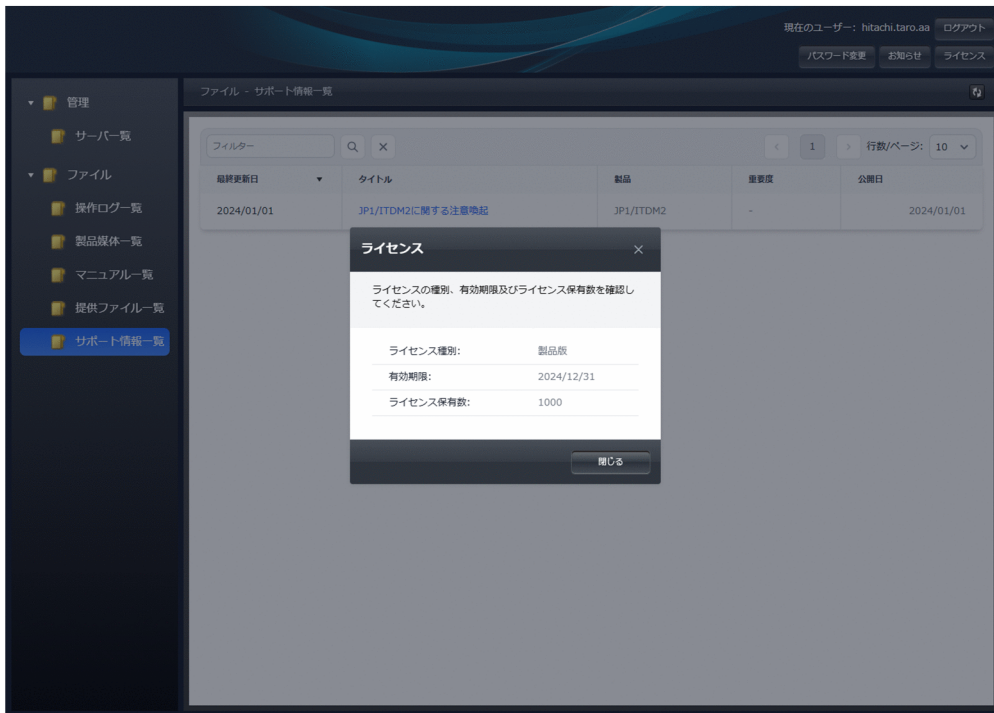 現在のユーザー: hitachi.taro.aa ログアウト
パスワード変更 お知らせ ライセンス
管理
サーバ一覧
ファイル
操作ログ一覧
製品媒体一覧
マニュアル一覧
提供ファイル一覧
サポート情報一覧
ファイル - サポート情報一覧
フィルター
1 行数/ページ: 10
最終更新日 タイトル 製品 重要度 公開日
2024/01/01 JP1/ITDM2に関する注意喚起 JP1/ITDM2 - 2024/01/01
ライセンス
ライセンスの種別、有効期限及びライセンス保有数を確認し
てください。
ライセンス種別: 製品版
有効期限: 2024/12/31
ライセンス保有数: 1000
閉じる